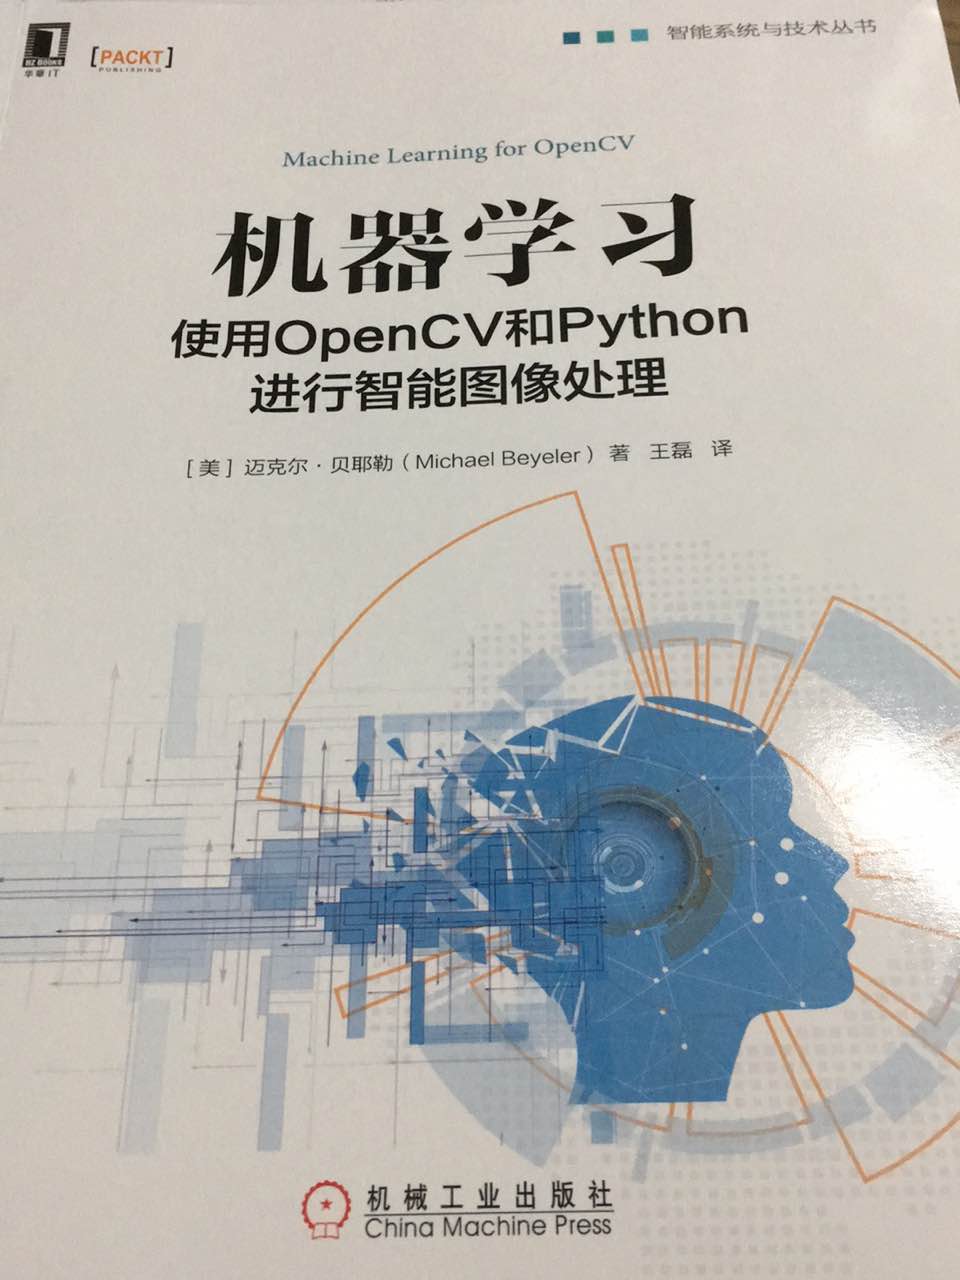 HZ BOOKS
华章IT
[PACKT]
PUBLISHING
智能系统与技术丛书
Machine Learning for OpenCV
机器学习
使用OpenCV和Python
进行智能图像处理
[美] 迈克尔·贝耶勒（Michael Beyeler）著 王磊 译
机械工业出版社
China Machine Press